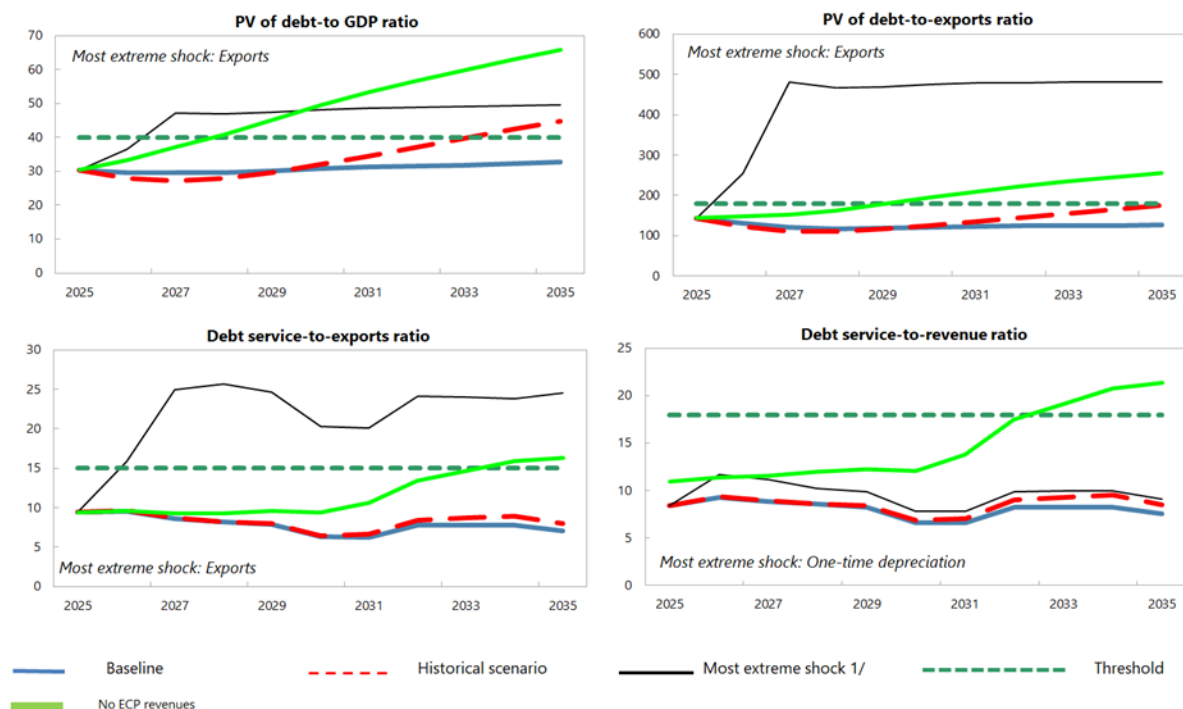 PV of debt-to GDP ratio
Most extreme shock: Exports
70
60
50
40
30
20
10
0
2025 2027 2029 2031 2033 2035
PV of debt-to-exports ratio
Most extreme shock: Exports
600
500
400
300
200
100
0
2025 2027 2029 2031 2033 2035
Debt service-to-exports ratio
30
25
20
15
10
5
0
Most extreme shock: Exports
2025 2027 2029 2031 2033 2035
Debt service-to-revenue ratio
25
20
15
10
5
0
Most extreme shock: One-time depreciation
2025 2027 2029 2031 2033 2035
Baseline Historical scenario Most extreme shock 1/ Threshold
No ECP revenues